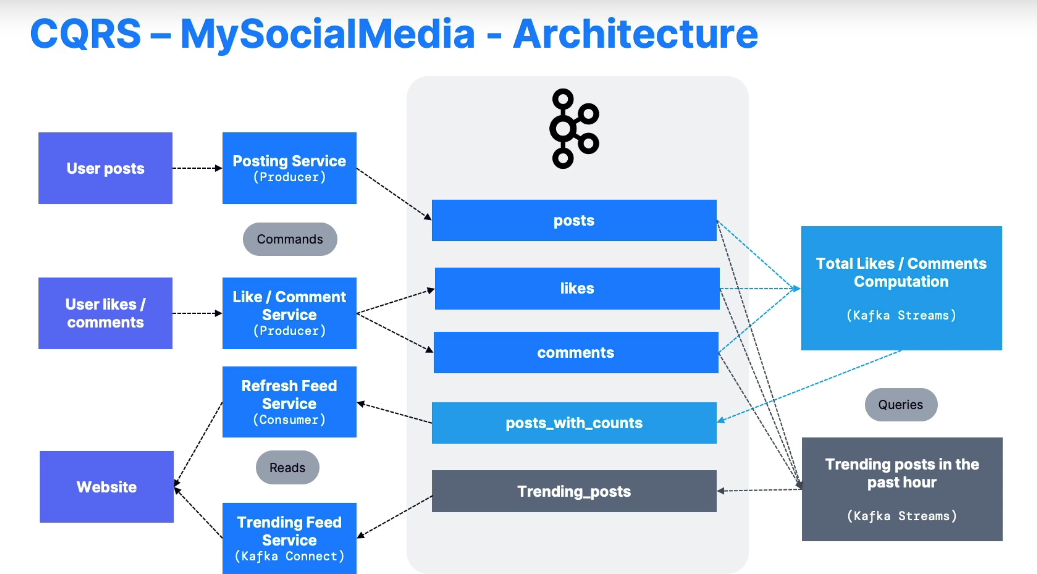 CQRS – MySocialMedia - Architecture
User posts
Posting Service
(Producer)
posts
Commands
Total Likes / Comments
Computation
(Kafka Streams)
likes
User likes /
comments
Like / Comment
Service
(Producer)
comments
Refresh Feed
Service
(Consumer)
posts_with_counts
Queries
Reads
Website
Trending_posts
Trending posts in the
past hour
(Kafka Streams)
Trending Feed
Service
(Kafka Connect)